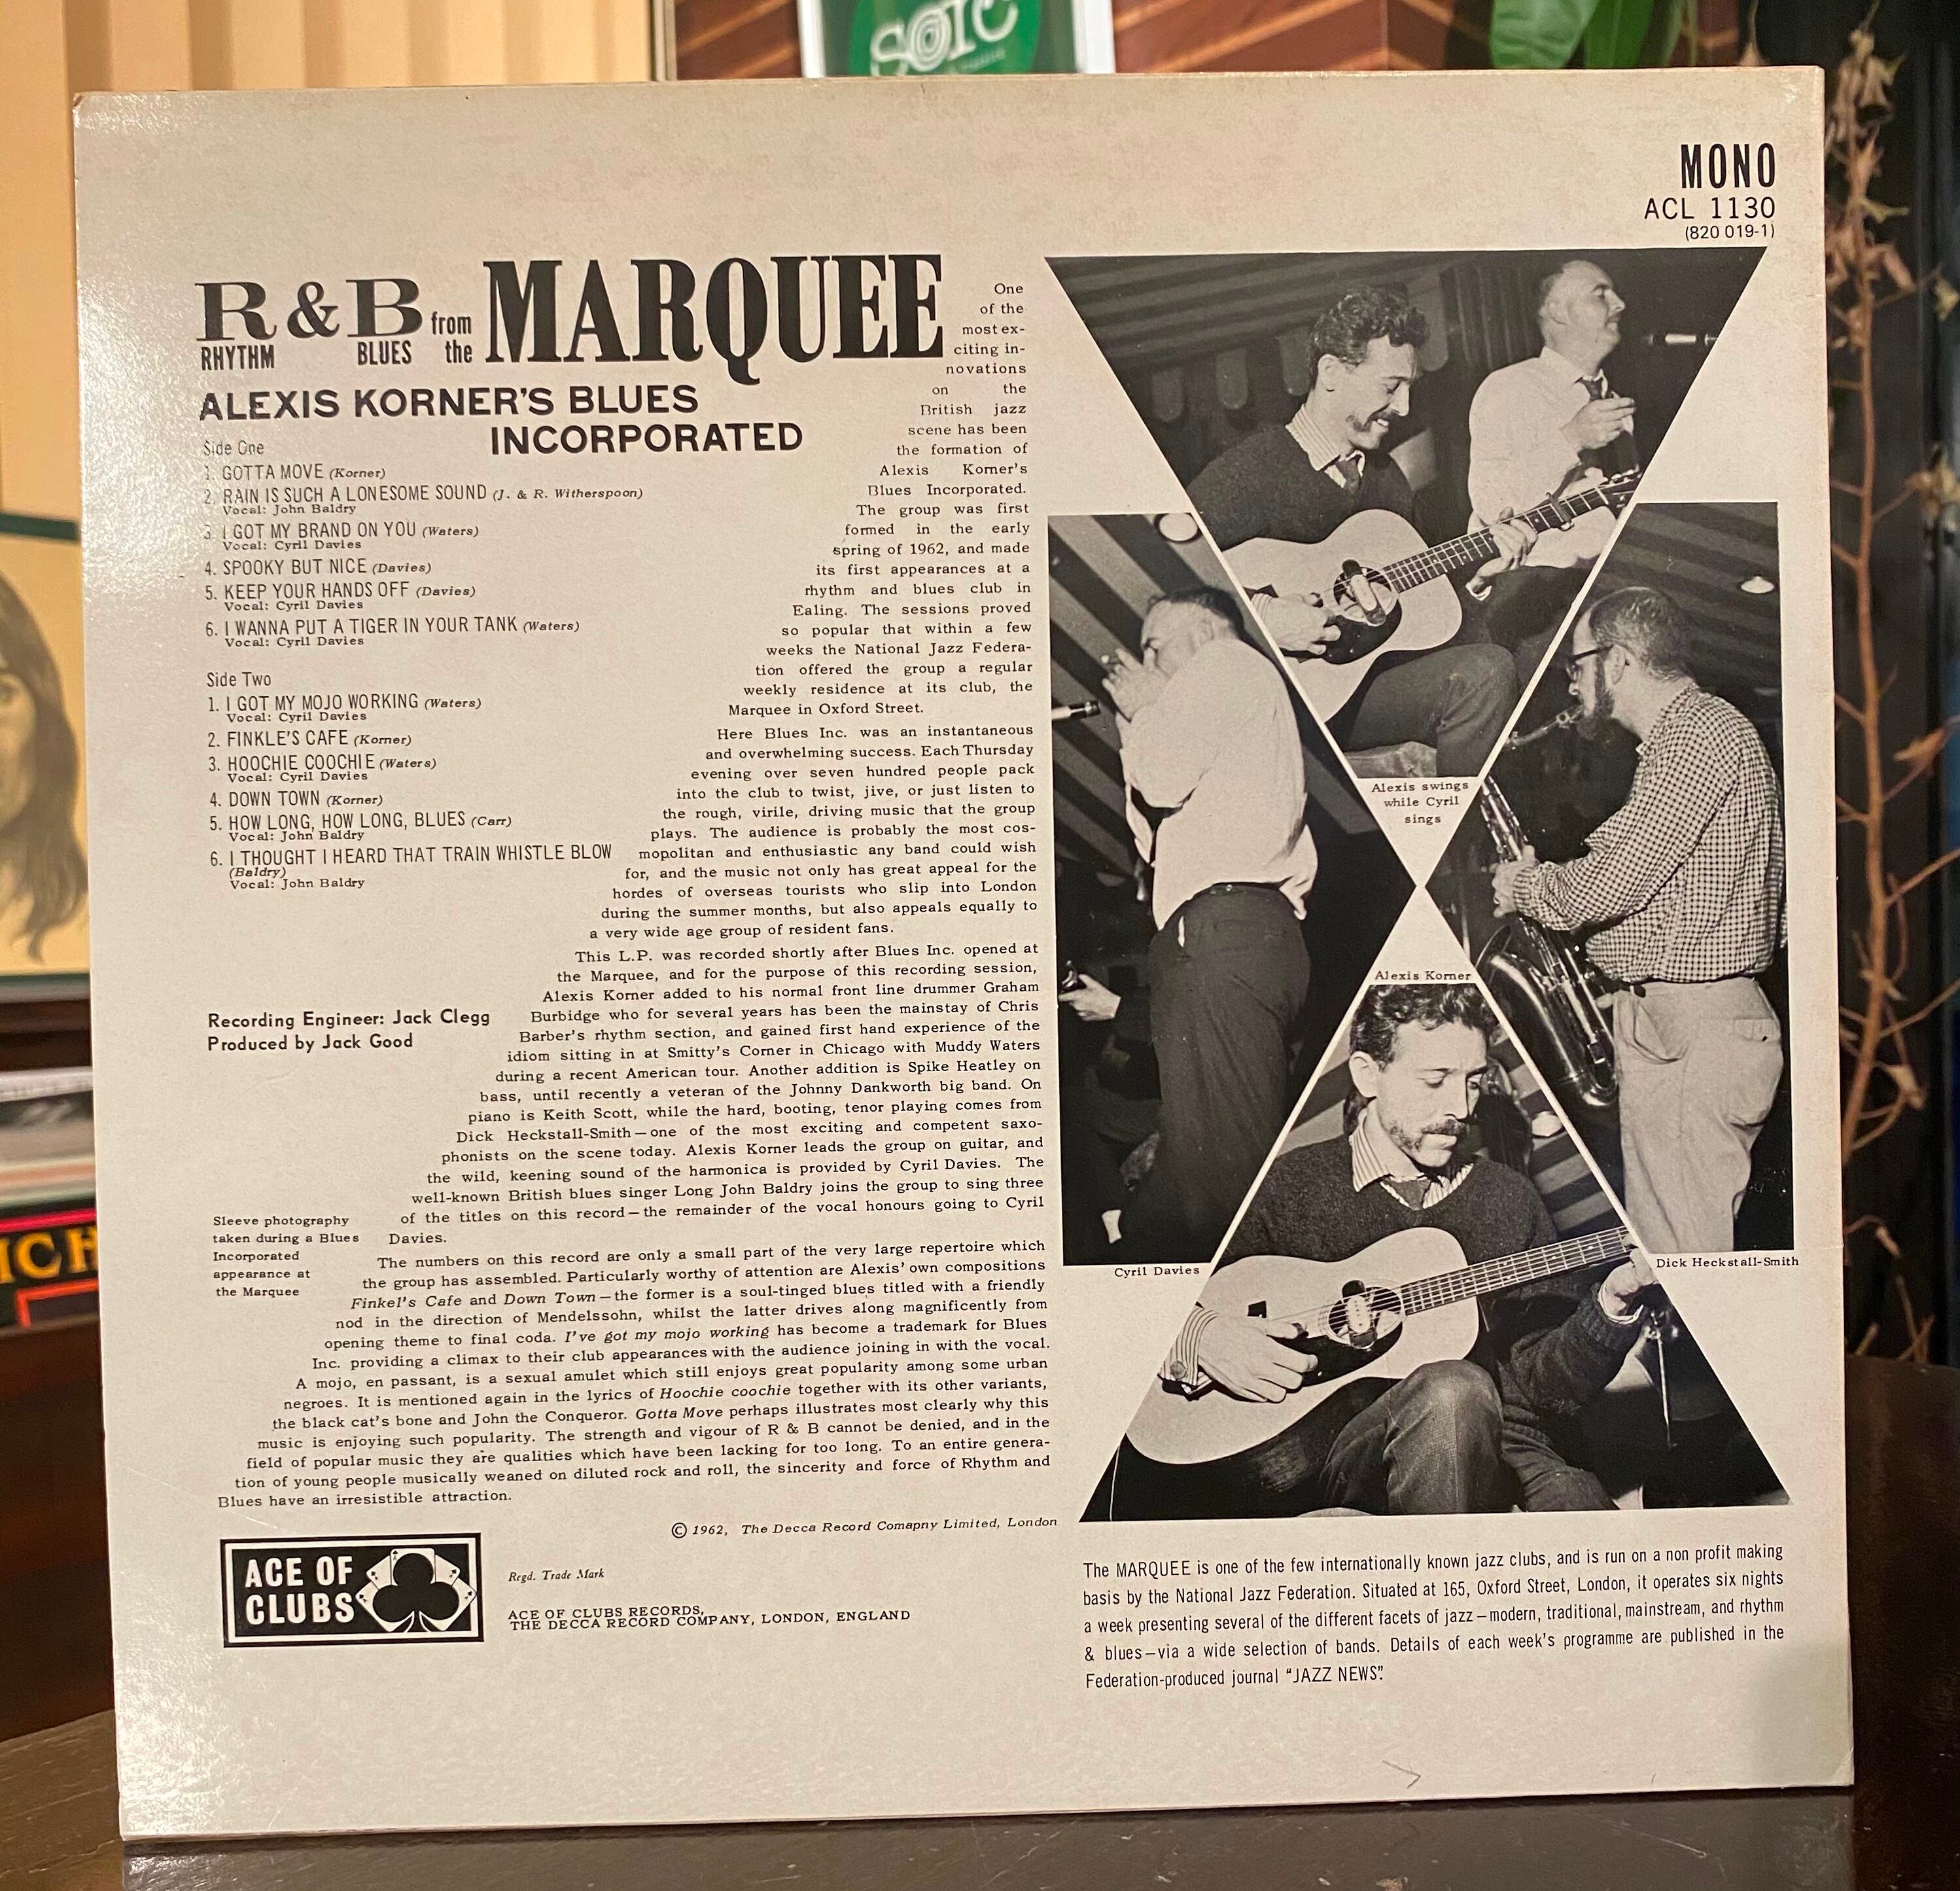 SOIC
MONO
ACL 1130
(820 019-1)
R & B from the MARQUEE
RHYTHM BLUES
ALEXIS KORNER'S BLUES
INCORPORATED
Side One
1. GOTTA MOVE (Korner)
2. RAIN IS SUCH A LONESOME SOUND (J. & R. Witherspoon)
Vocal: John Baldry
3. I GOT MY BRAND ON YOU (Waters)
Vocal: Cyril Davies
4. SPOOKY BUT NICE (Davies)
5. KEEP YOUR HANDS OFF (Davies)
Vocal: Cyril Davies
6. I WANNA PUT A TIGER IN YOUR TANK (Waters)
Vocal: Cyril Davies
Side Two
1. I GOT MY MOJO WORKING (Waters)
Vocal: Cyril Davies
2. FINKLE'S CAFE (Korner)
3. HOOCHIE COOCHIE (Waters)
Vocal: Cyril Davies
4. DOWN TOWN (Korner)
5. HOW LONG, HOW LONG, BLUES (Carr)
Vocal: John Baldry
6. I THOUGHT I HEARD THAT TRAIN WHISTLE BLOW
(Baldry)
Vocal: John Baldry
Recording Engineer: Jack Clegg
Produced by Jack Good
Sleeve photography
taken during a Blues
Incorporated
appearance at
the Marquee
One
of the
most ex-
citing in-
novations
on the
British jazz
scene has been
the formation of
Alexis Korner's
Blues Incorporated.
The group was first
formed in the early
spring of 1962, and made
its first appearances at a
rhythm and blues club in
Ealing. The sessions proved
so popular that within a few
weeks the National Jazz Federa-
tion offered the group a regular
weekly residence at its club, the
Marquee in Oxford Street.
Here Blues Inc. was an instantaneous
and overwhelming success. Each Thursday
evening over seven hundred people pack
into the club to twist, jive, or just listen to
the rough, virile, driving music that the group
plays. The audience is probably the most cos-
mopolitan and enthusiastic any band could wish
for, and the music not only has great appeal for the
hordes of overseas tourists who slip into London
during the summer months, but also appeals equally to
a very wide age group of resident fans.
This L.P. was recorded shortly after Blues Inc. opened at
the Marquee, and for the purpose of this recording session,
Alexis Korner added to his normal front line drummer Graham
Burbidge who for several years has been the mainstay of Chris
Barber's rhythm section, and gained first hand experience of the
idiom sitting in at Smitty's Corner in Chicago with Muddy Waters
during a recent American tour. Another addition is Spike Heatley on
bass, until recently a veteran of the Johnny Dankworth big band. On
piano is Keith Scott, while the hard, booting, tenor playing comes from
Dick Heckstall-Smith—one of the most exciting and competent saxo-
phonists on the scene today. Alexis Korner leads the group on guitar, and
the wild, keening sound of the harmonica is provided by Cyril Davies. The
well-known British blues singer Long John Baldry joins the group to sing three
of the titles on this record—the remainder of the vocal honours going to Cyril
Davies.
The numbers on this record are only a small part of the very large repertoire which
the group has assembled. Particularly worthy of attention are Alexis' own compositions
Finkel's Cafe and Down Town—the former is a soul-tinged blues titled with a friendly
nod in the direction of Mendelssohn, whilst the latter drives along magnificently from
opening theme to final coda. I've got my mojo working has become a trademark for Blues
Inc. providing a climax to their club appearances with the audience joining in with the vocal.
A mojo, en passant, is a sexual amulet which still enjoys great popularity among some urban
negroes. It is mentioned again in the lyrics of Hoochie coochie together with its other variants,
the black cat's bone and John the Conqueror. Gotta Move perhaps illustrates most clearly why this
music is enjoying such popularity. The strength and vigour of R & B cannot be denied, and in the
field of popular music they are qualities which have been lacking for too long. To an entire genera-
tion of young people musically weaned on diluted rock and roll, the sincerity and force of Rhythm and
Blues have an irresistible attraction.
Alexis swings
while Cyril
sings
Alexis Korner
Cyril Davies
Dick Heckstall-Smith
© 1962, The Decca Record Comapny Limited, London
ACE OF
CLUBS
Regd. Trade Mark
ACE OF CLUBS RECORDS,
THE DECCA RECORD COMPANY, LONDON, ENGLAND
The MARQUEE is one of the few internationally known jazz clubs, and is run on a non profit making
basis by the National Jazz Federation. Situated at 165, Oxford Street, London, it operates six nights
a week presenting several of the different facets of jazz—modern, traditional, mainstream, and rhythm
& blues—via a wide selection of bands. Details of each week's programme are published in the
Federation-produced journal "JAZZ NEWS".